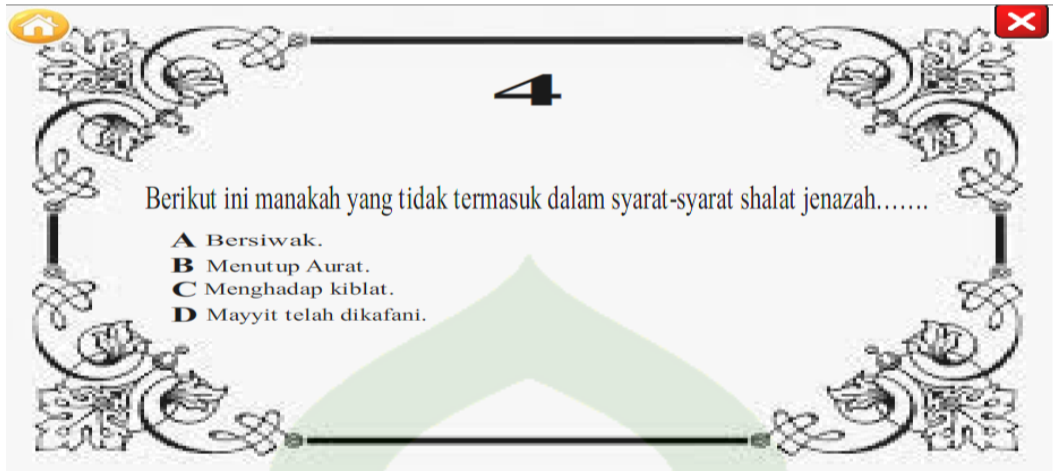 4
Berikut ini manakah yang tidak termasuk dalam syarat-syarat shalat jenazah.......
A Bersiwak.
B Menutup Aurat.
C Menghadap kiblat.
D Mayyit telah dikafani.